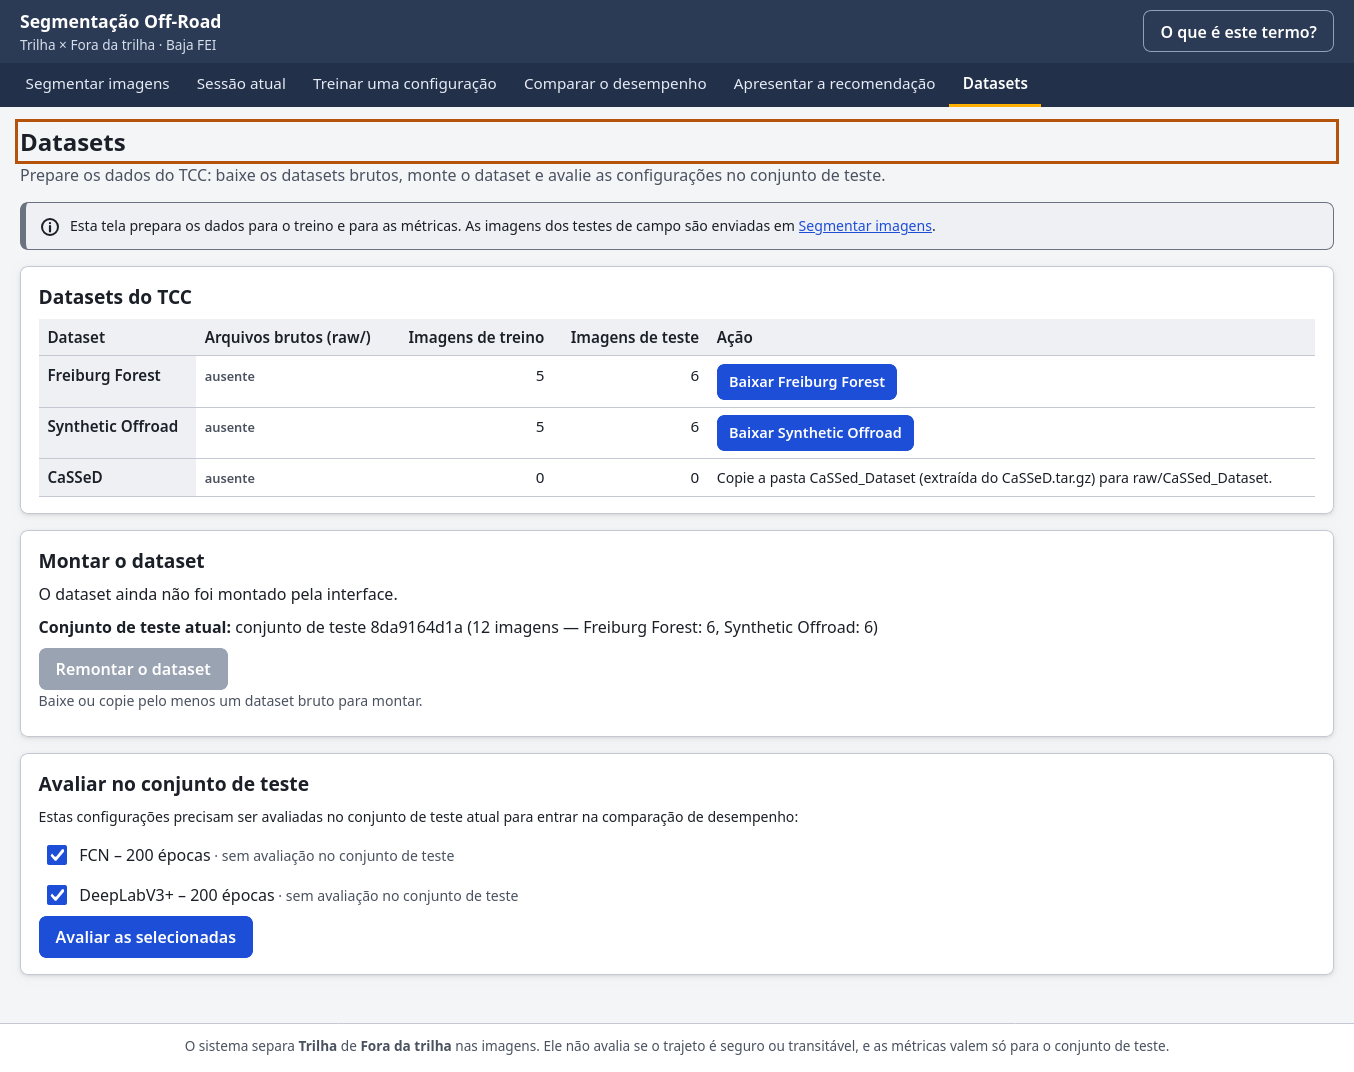 Segmentação Off-Road
Trilha × Fora da trilha · Baja FEI
O que é este termo?
Segmentar imagens Sessão atual Treinar uma configuração Comparar o desempenho Apresentar a recomendação Datasets
Datasets
Prepare os dados do TCC: baixe os datasets brutos, monte o dataset e avalie as configurações no conjunto de teste.
Esta tela prepara os dados para o treino e para as métricas. As imagens dos testes de campo são enviadas em Segmentar imagens.
Datasets do TCC
Dataset Arquivos brutos (raw/) Imagens de treino Imagens de teste Ação
Freiburg Forest ausente 5 6 Baixar Freiburg Forest
Synthetic Offroad ausente 5 6 Baixar Synthetic Offroad
CaSSeD ausente 0 0 Copie a pasta CaSSed_Dataset (extraída do CaSSeD.tar.gz) para raw/CaSSed_Dataset.
Montar o dataset
O dataset ainda não foi montado pela interface.
Conjunto de teste atual: conjunto de teste 8da9164d1a (12 imagens — Freiburg Forest: 6, Synthetic Offroad: 6)
Remontar o dataset
Baixe ou copie pelo menos um dataset bruto para montar.
Avaliar no conjunto de teste
Estas configurações precisam ser avaliadas no conjunto de teste atual para entrar na comparação de desempenho:
FCN – 200 épocas · sem avaliação no conjunto de teste
DeepLabV3+ – 200 épocas · sem avaliação no conjunto de teste
Avaliar as selecionadas
O sistema separa Trilha de Fora da trilha nas imagens. Ele não avalia se o trajeto é seguro ou transitável, e as métricas valem só para o conjunto de teste.